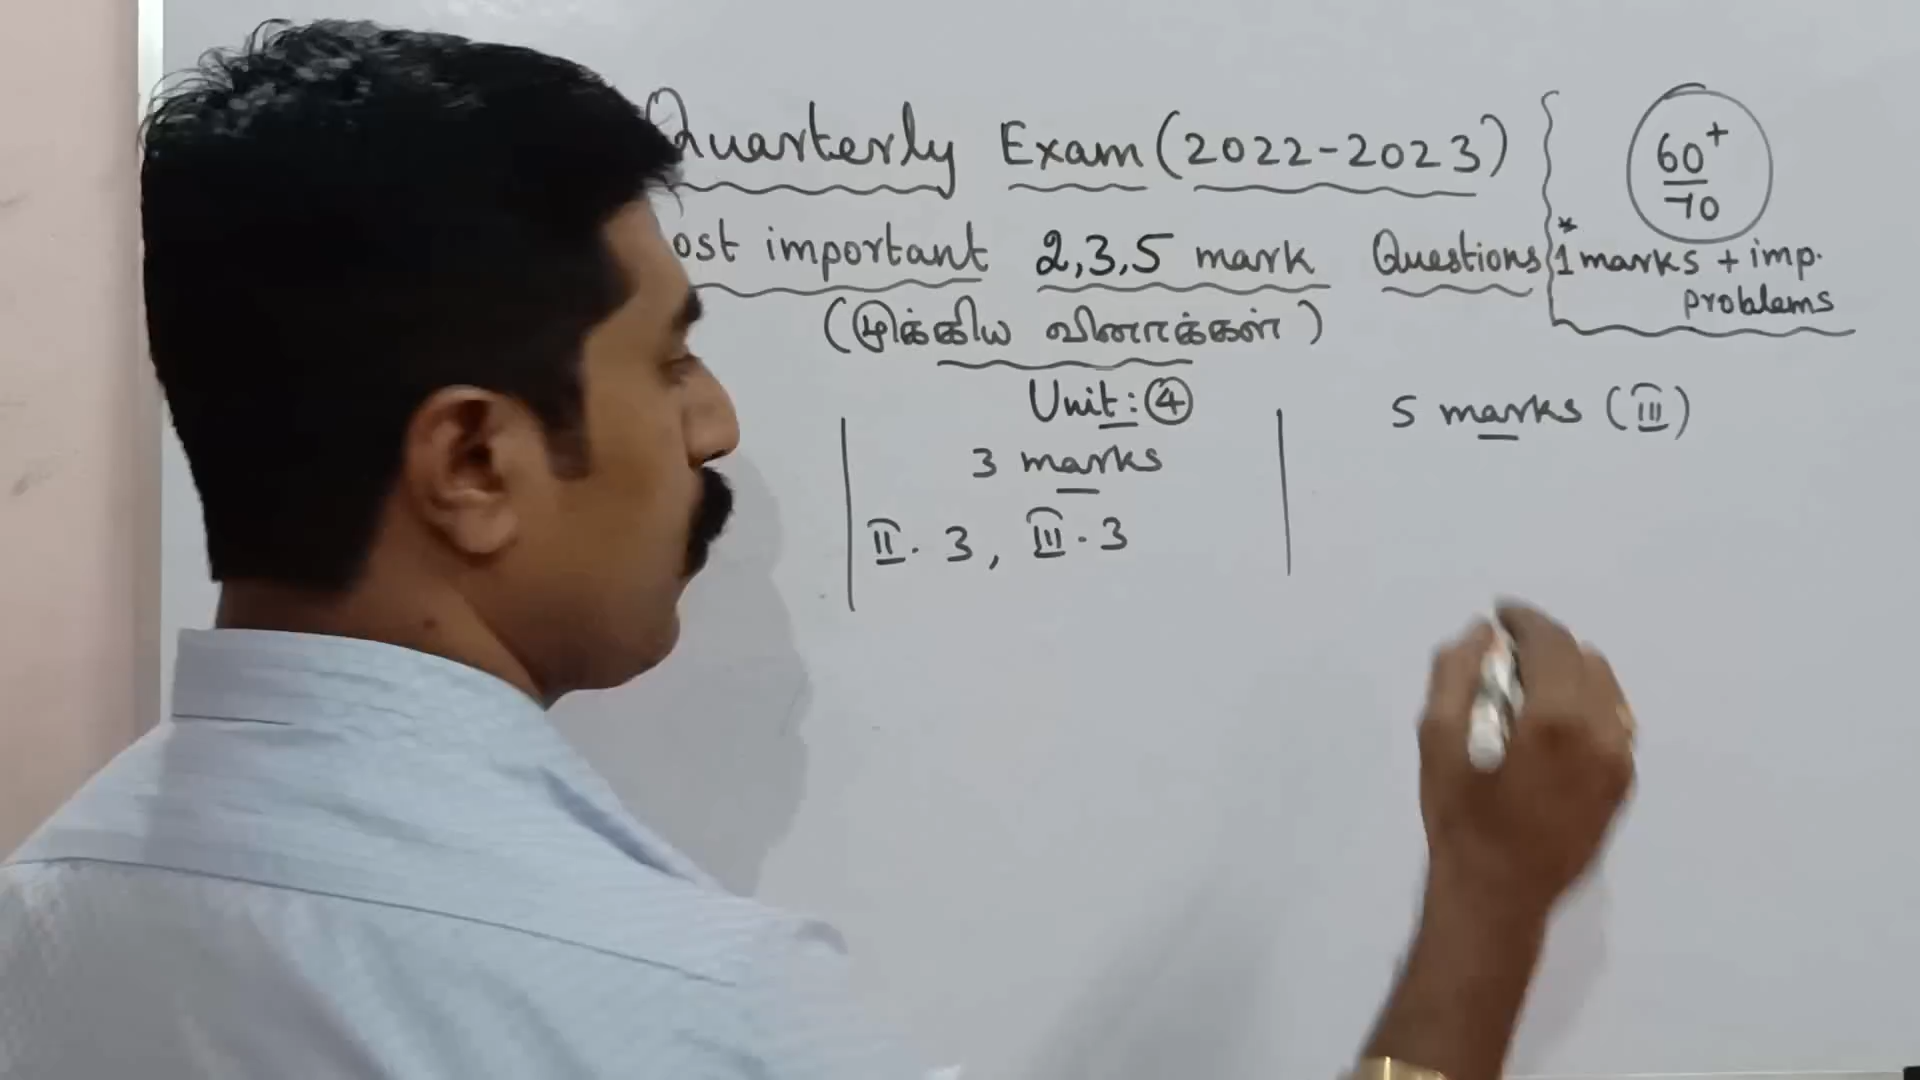 Quarterly Exam (2022-2023)
ost important 2,3,5 mark Questions
(முக்கிய வினாக்கள்)
60+
70
*
1 marks + imp.
problems
Unit: ④
3 marks
II. 3, III. 3
5 marks (III)